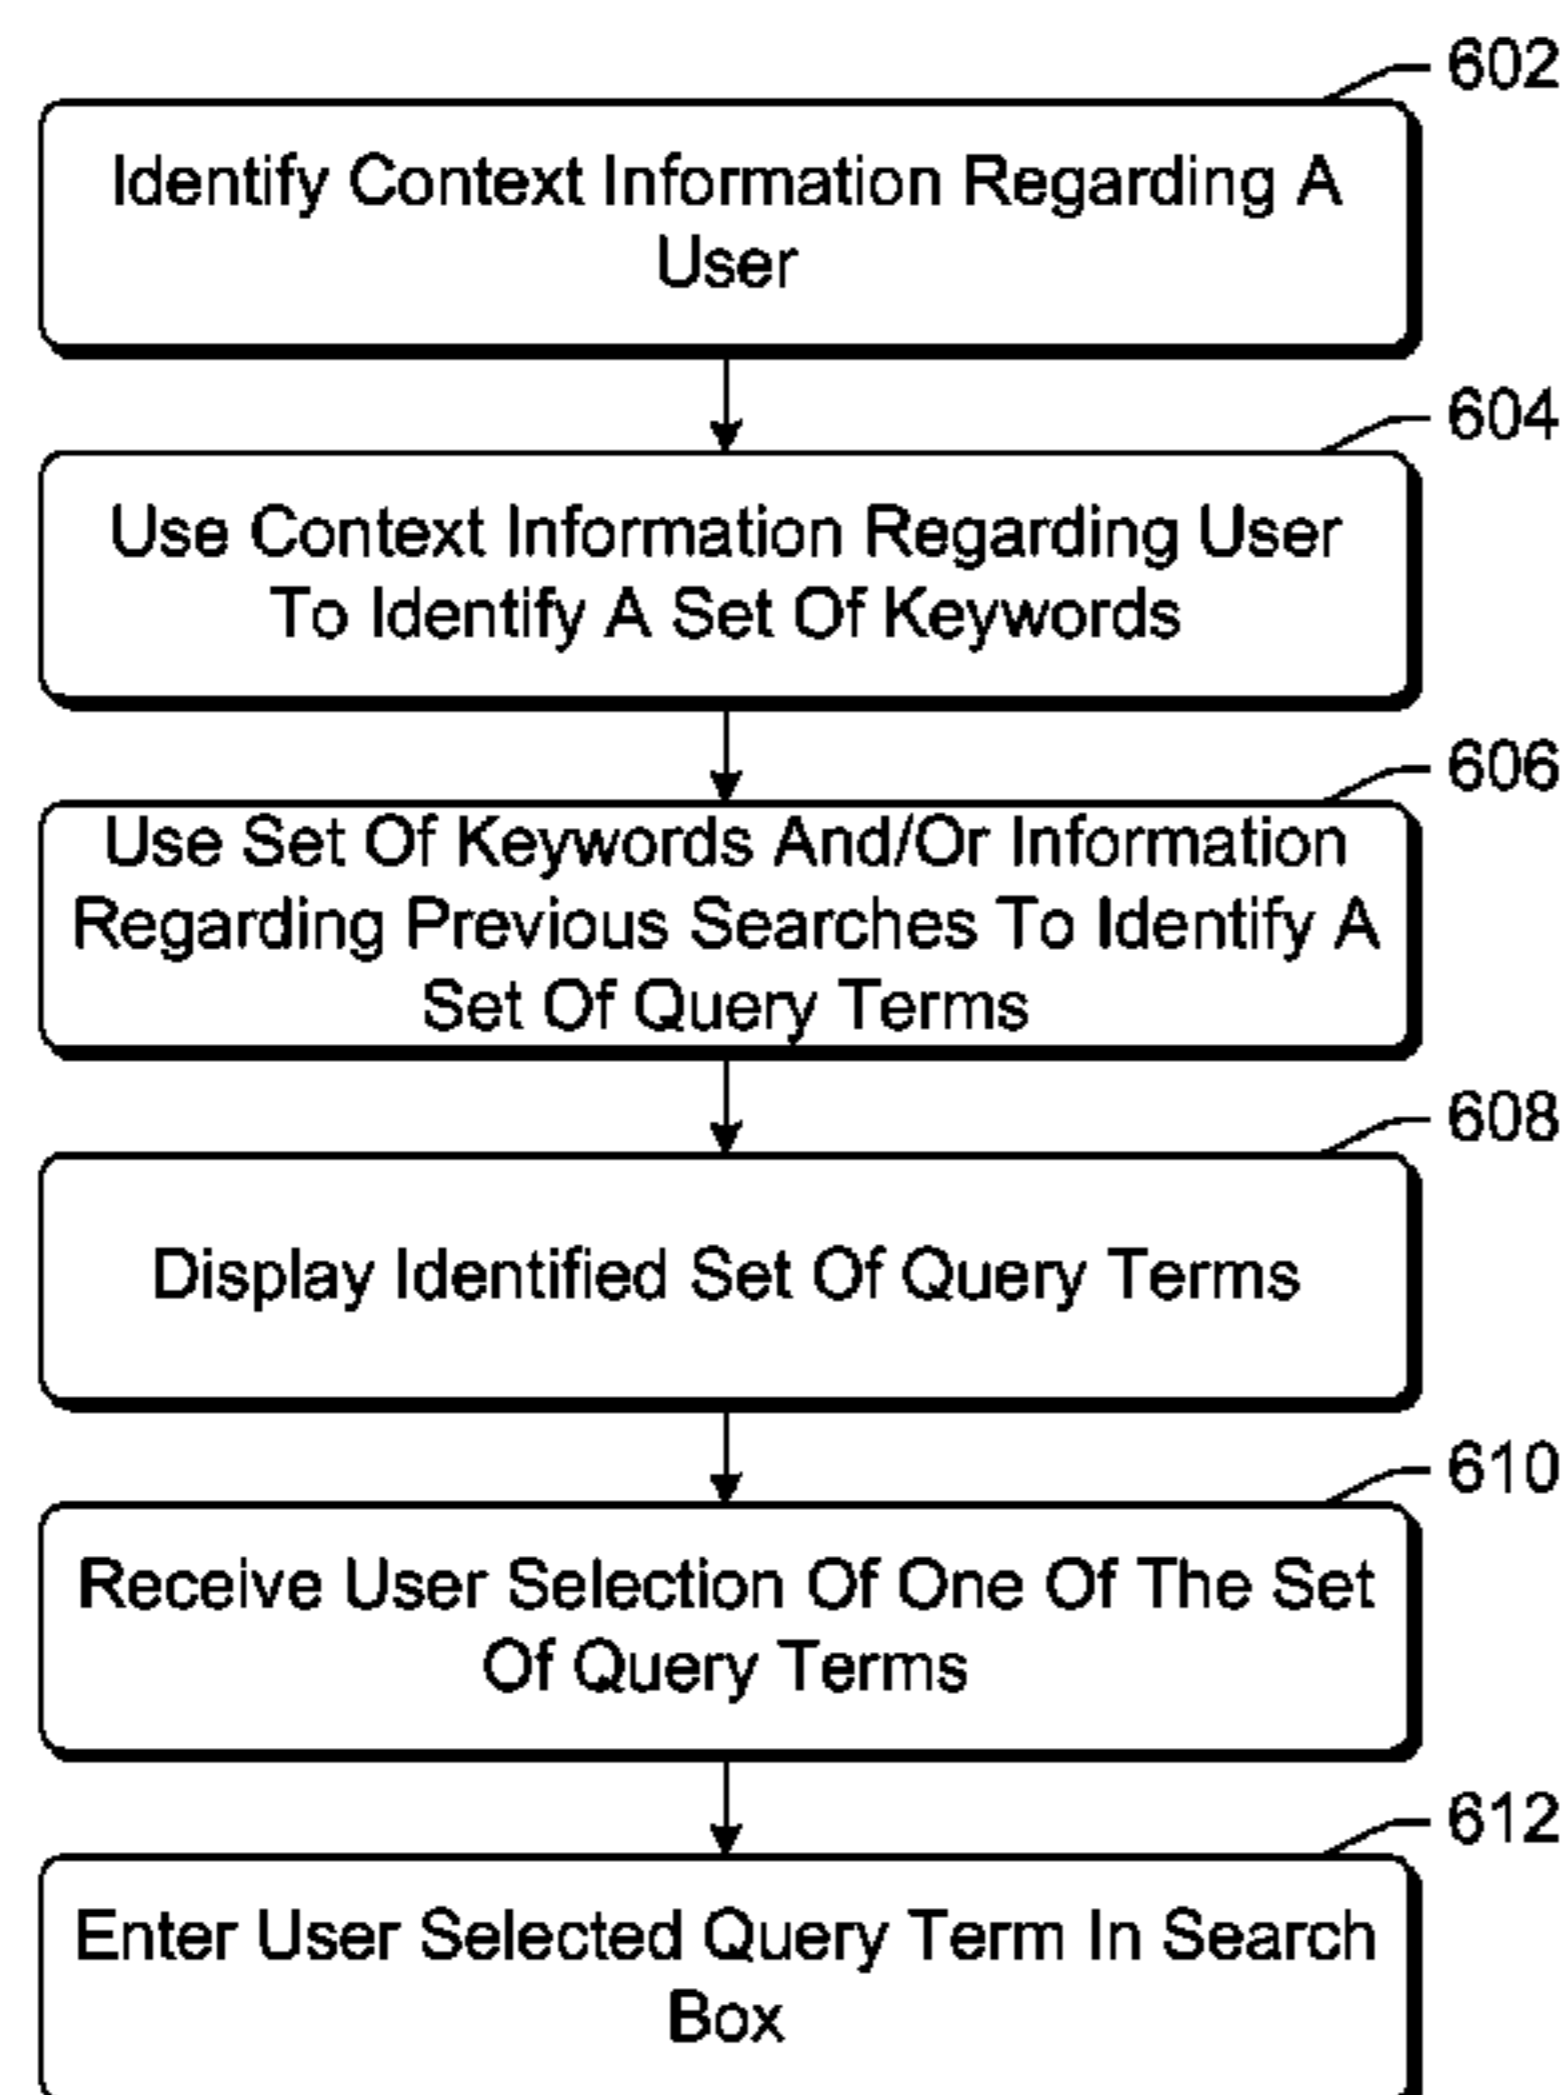 602
Identify Context Information Regarding A
User
604
Use Context Information Regarding User
To Identify A Set Of Keywords
606
Use Set Of Keywords And/Or Information
Regarding Previous Searches To Identify A
Set Of Query Terms
608
Display Identified Set Of Query Terms
610
Receive User Selection Of One Of The Set
Of Query Terms
612
Enter User Selected Query Term In Search
Box